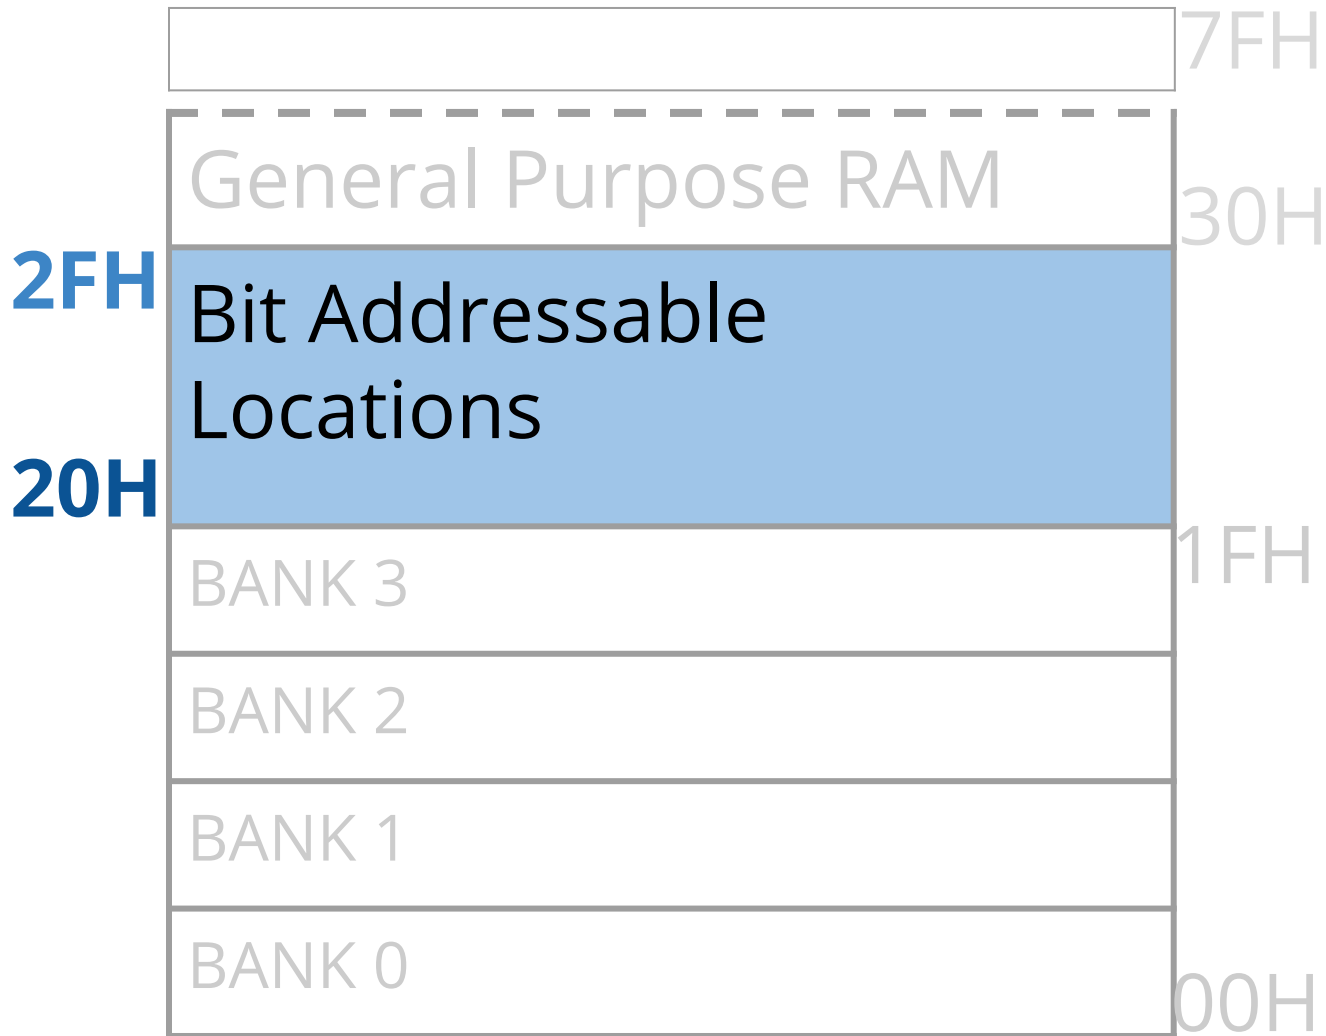 7FH
General Purpose RAM
30H
2FH
Bit Addressable
Locations
20H
1FH
BANK 3
BANK 2
BANK 1
BANK 0
00H